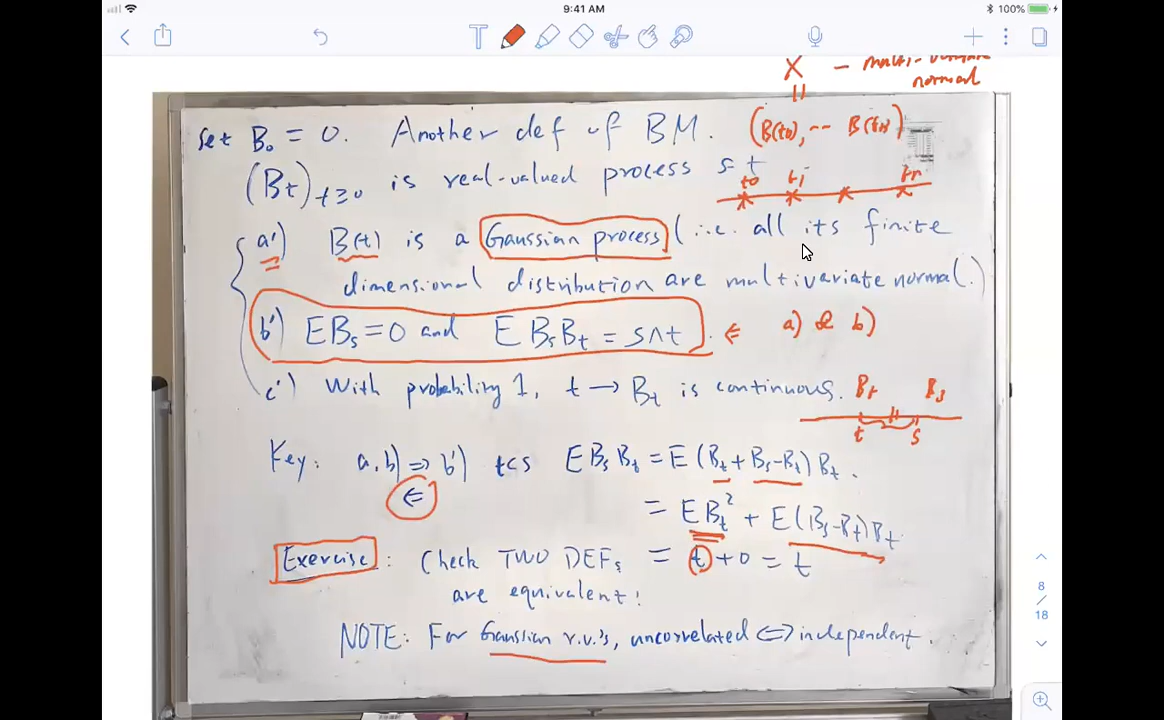 9:41 AM
100%
X — multi-variate
normal
||
(B(t0), -- B(tn))
t0 t1 tn
Set B₀ = 0. Another def of BM.
(Bt)t≥0 is real-valued process s.t
a') B(t) is a Gaussian process (i.e. all its finite
dimensional distribution are multivariate normal.)
b') EBs = 0 and E BsBt = s∧t. ⇐ a) & b)
c') With probability 1, t → Bt is continuous.
Bt Bs
t s
Key: a, b) ⇒ b') t<s EBsBt = E(Bt + Bs-Bt)Bt.
⇐
= EBt² + E(Bs-Bt)Bt
Exercise: Check TWO DEFs = t + 0 = t
are equivalent!
NOTE: For Gaussian r.v.'s, uncorrelated ⇔ independent.
8
/
18